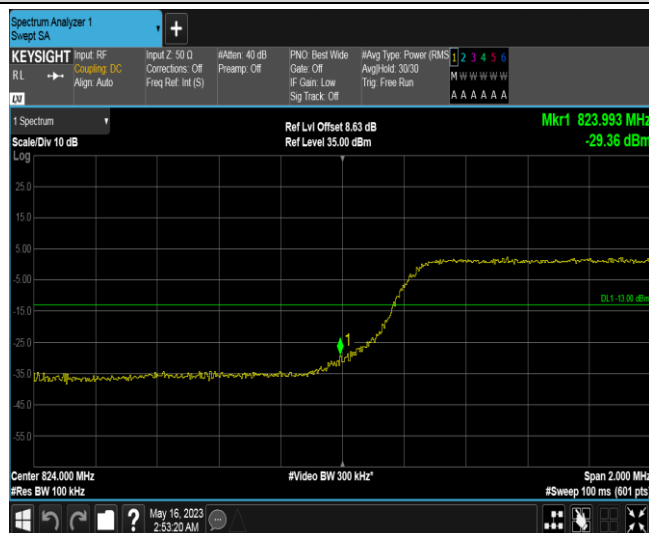 Spectrum Analyzer 1
Swept SA
+
KEYSIGHT
RL
LXI
Input: RF
Coupling: DC
Align: Auto
Input Z: 50 Ω
Corrections: Off
Freq Ref: Int (S)
#Atten: 40 dB
Preamp: Off
PNO: Best Wide
Gate: Off
IF Gain: Low
Sig Track: Off
#Avg Type: Power (RMS
Avg|Hold: 30/30
Trig: Free Run
1 2 3 4 5 6
M W W W W W
A A A A A A
1 Spectrum
Scale/Div 10 dB
Ref Lvl Offset 8.63 dB
Ref Level 35.00 dBm
Mkr1 823.993 MHz
-29.36 dBm
Log
25.0
15.0
5.00
-5.00
DL1 -13.00 dBm
-15.0
1
-25.0
-35.0
-45.0
-55.0
Center 824.000 MHz
#Res BW 100 kHz
#Video BW 300 kHz*
Span 2.000 MHz
#Sweep 100 ms (601 pts)
?
May 16, 2023
2:53:20 AM